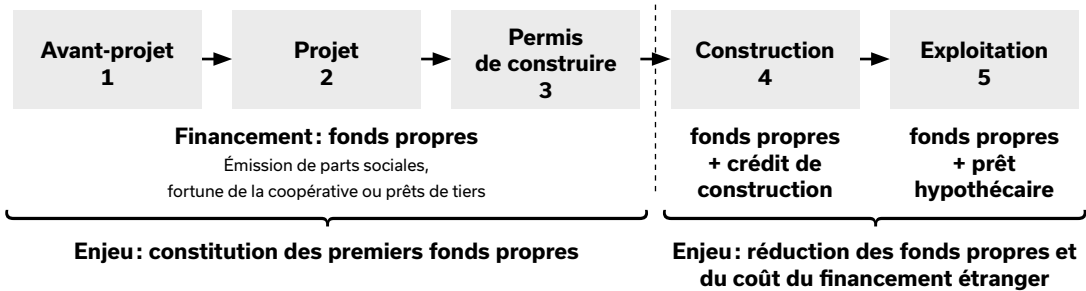 Avant-projet
1
Projet
2
Permis
de construire
3
Construction
4
Exploitation
5
Financement : fonds propres
Émission de parts sociales,
fortune de la coopérative ou prêts de tiers
fonds propres
+ crédit de
construction
fonds propres
+ prêt
hypothécaire
Enjeu : constitution des premiers fonds propres
Enjeu : réduction des fonds propres et
du coût du financement étranger